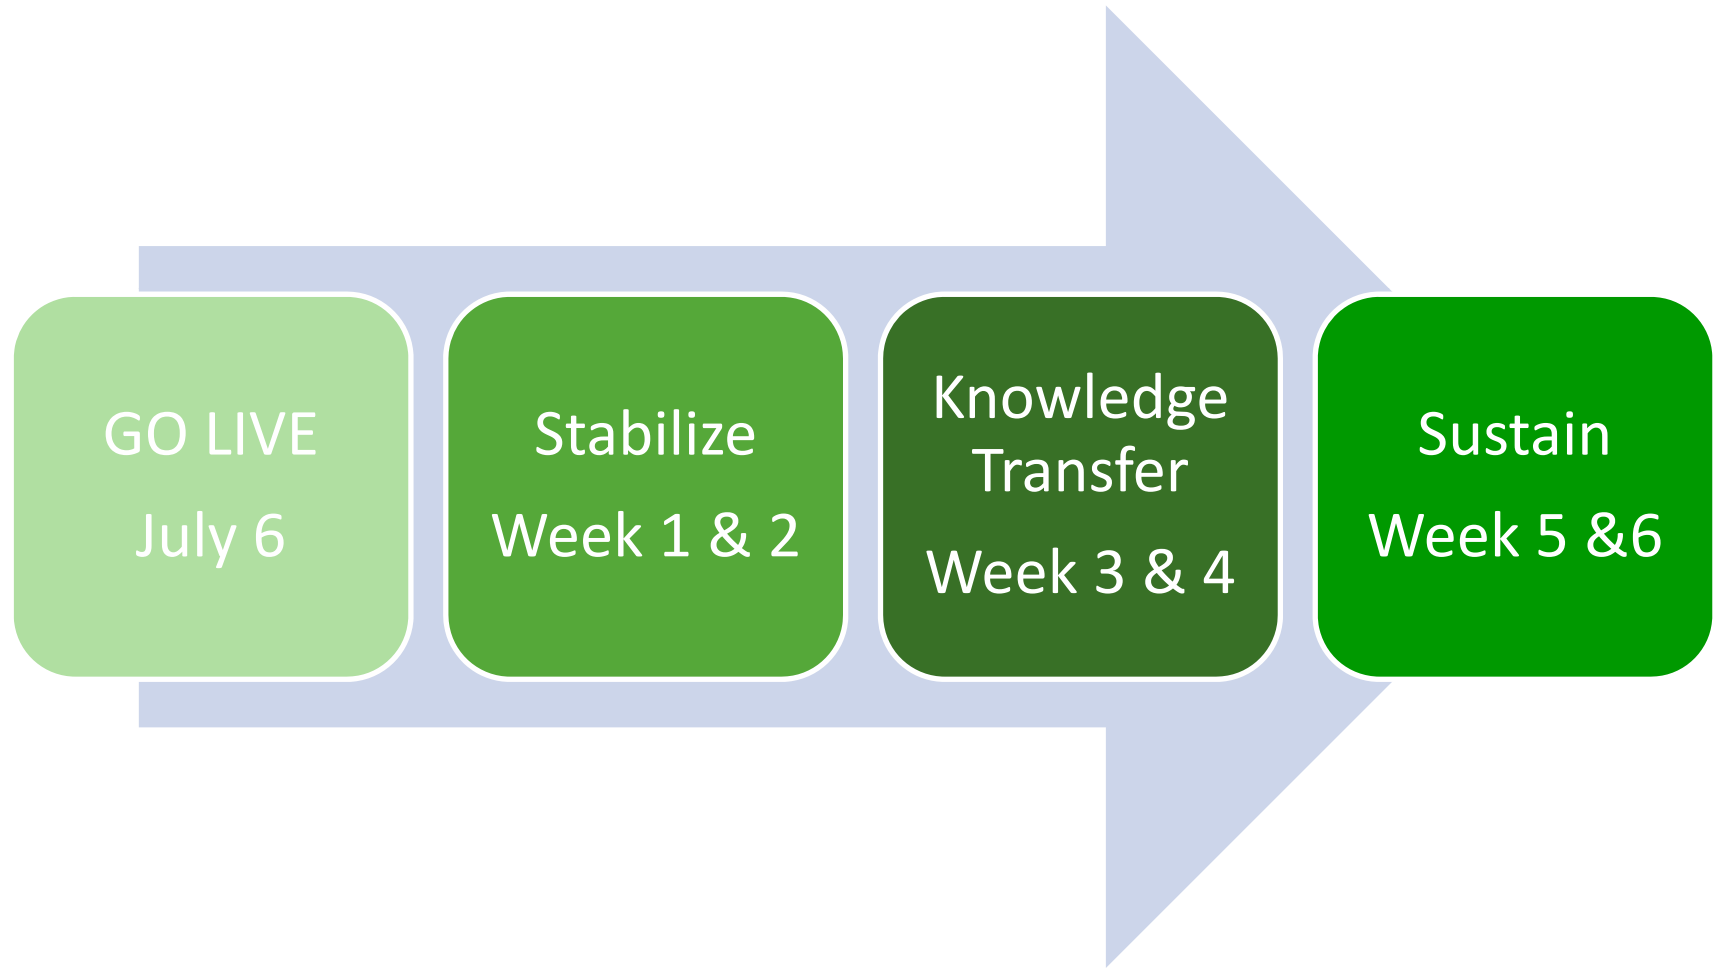 GO LIVE
July 6
Stabilize
Week 1 & 2
Knowledge
Transfer
Week 3 & 4
Sustain
Week 5 &6